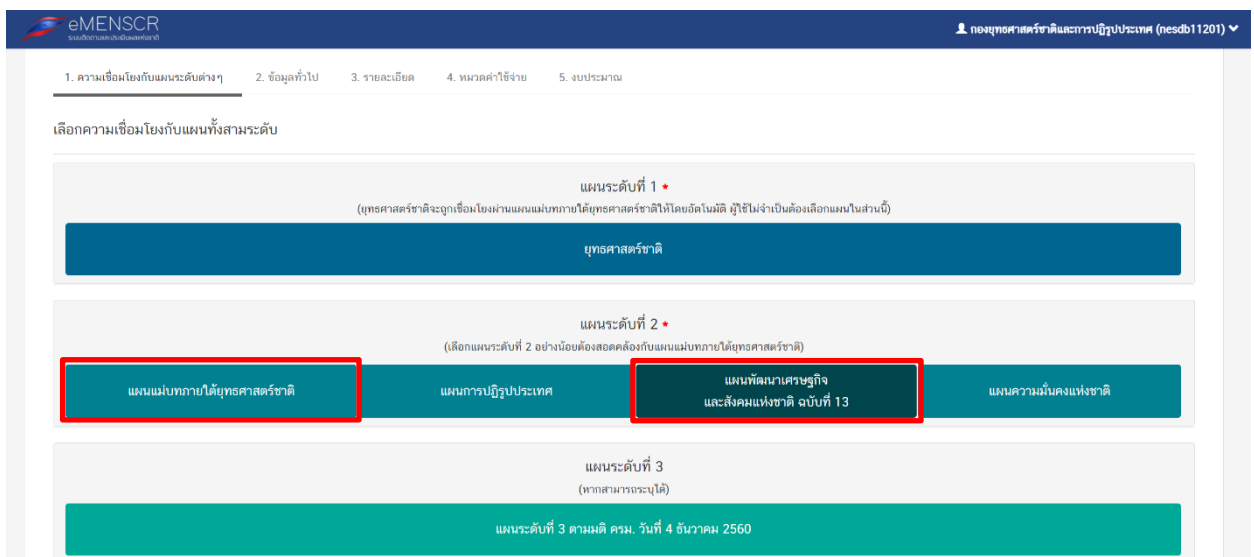 eMENSCR
ระบบติดตามและประเมินผลแห่งชาติ
กองยุทธศาสตร์ชาติและการปฏิรูปประเทศ (nesdb11201)
1. ความเชื่อมโยงกับแผนระดับต่างๆ 2. ข้อมูลทั่วไป 3. รายละเอียด 4. หมวดค่าใช้จ่าย 5. งบประมาณ
เลือกความเชื่อมโยงกับแผนทั้งสามระดับ
แผนระดับที่ 1 *
(ยุทธศาสตร์ชาติจะถูกเชื่อมโยงผ่านแผนแม่บทภายใต้ยุทธศาสตร์ชาติให้โดยอัตโนมัติ ผู้ใช้ไม่จำเป็นต้องเลือกแผนในส่วนนี้)
ยุทธศาสตร์ชาติ
แผนระดับที่ 2 *
(เลือกแผนระดับที่ 2 อย่างน้อยต้องสอดคล้องกับแผนแม่บทภายใต้ยุทธศาสตร์ชาติ)
แผนแม่บทภายใต้ยุทธศาสตร์ชาติ
แผนการปฏิรูปประเทศ
แผนพัฒนาเศรษฐกิจ
และสังคมแห่งชาติ ฉบับที่ 13
แผนความมั่นคงแห่งชาติ
แผนระดับที่ 3
(หากสามารถระบุได้)
แผนระดับที่ 3 ตามมติ ครม. วันที่ 4 ธันวาคม 2560